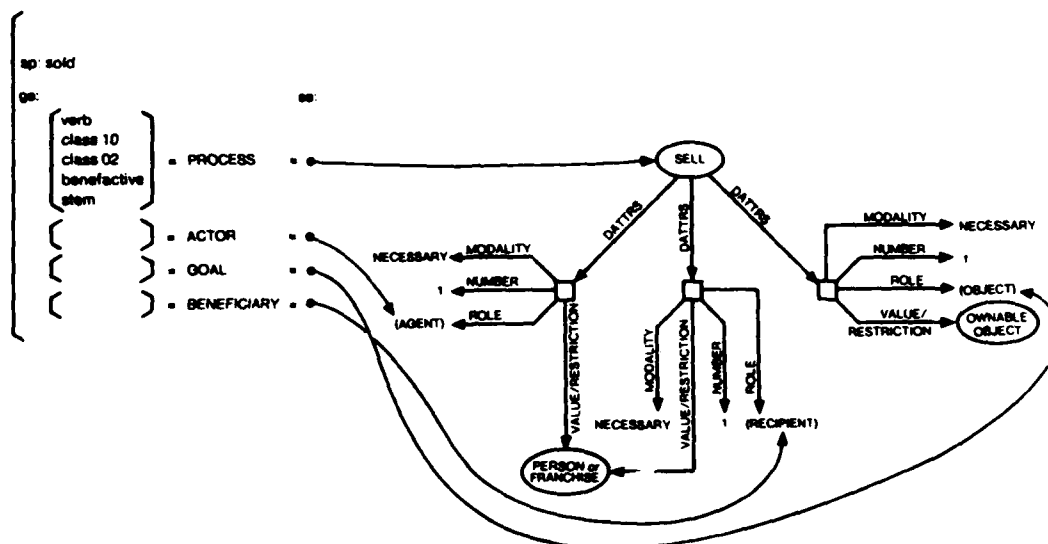 sp: sold
gs: ss:
verb
class 10
class 02
benefactive
stem
= PROCESS =
= ACTOR =
= GOAL =
= BENEFICIARY =
SELL
DATTRS
DATTRS
DATTRS
MODALITY
NECESSARY
NUMBER
1
ROLE
(AGENT)
VALUE/RESTRICTION
PERSON or
FRANCHISE
MODALITY
NECESSARY
VALUE/RESTRICTION
NUMBER
1
ROLE
(RECIPIENT)
MODALITY
NECESSARY
NUMBER
1
ROLE
(OBJECT)
VALUE/
RESTRICTION
OWNABLE
OBJECT